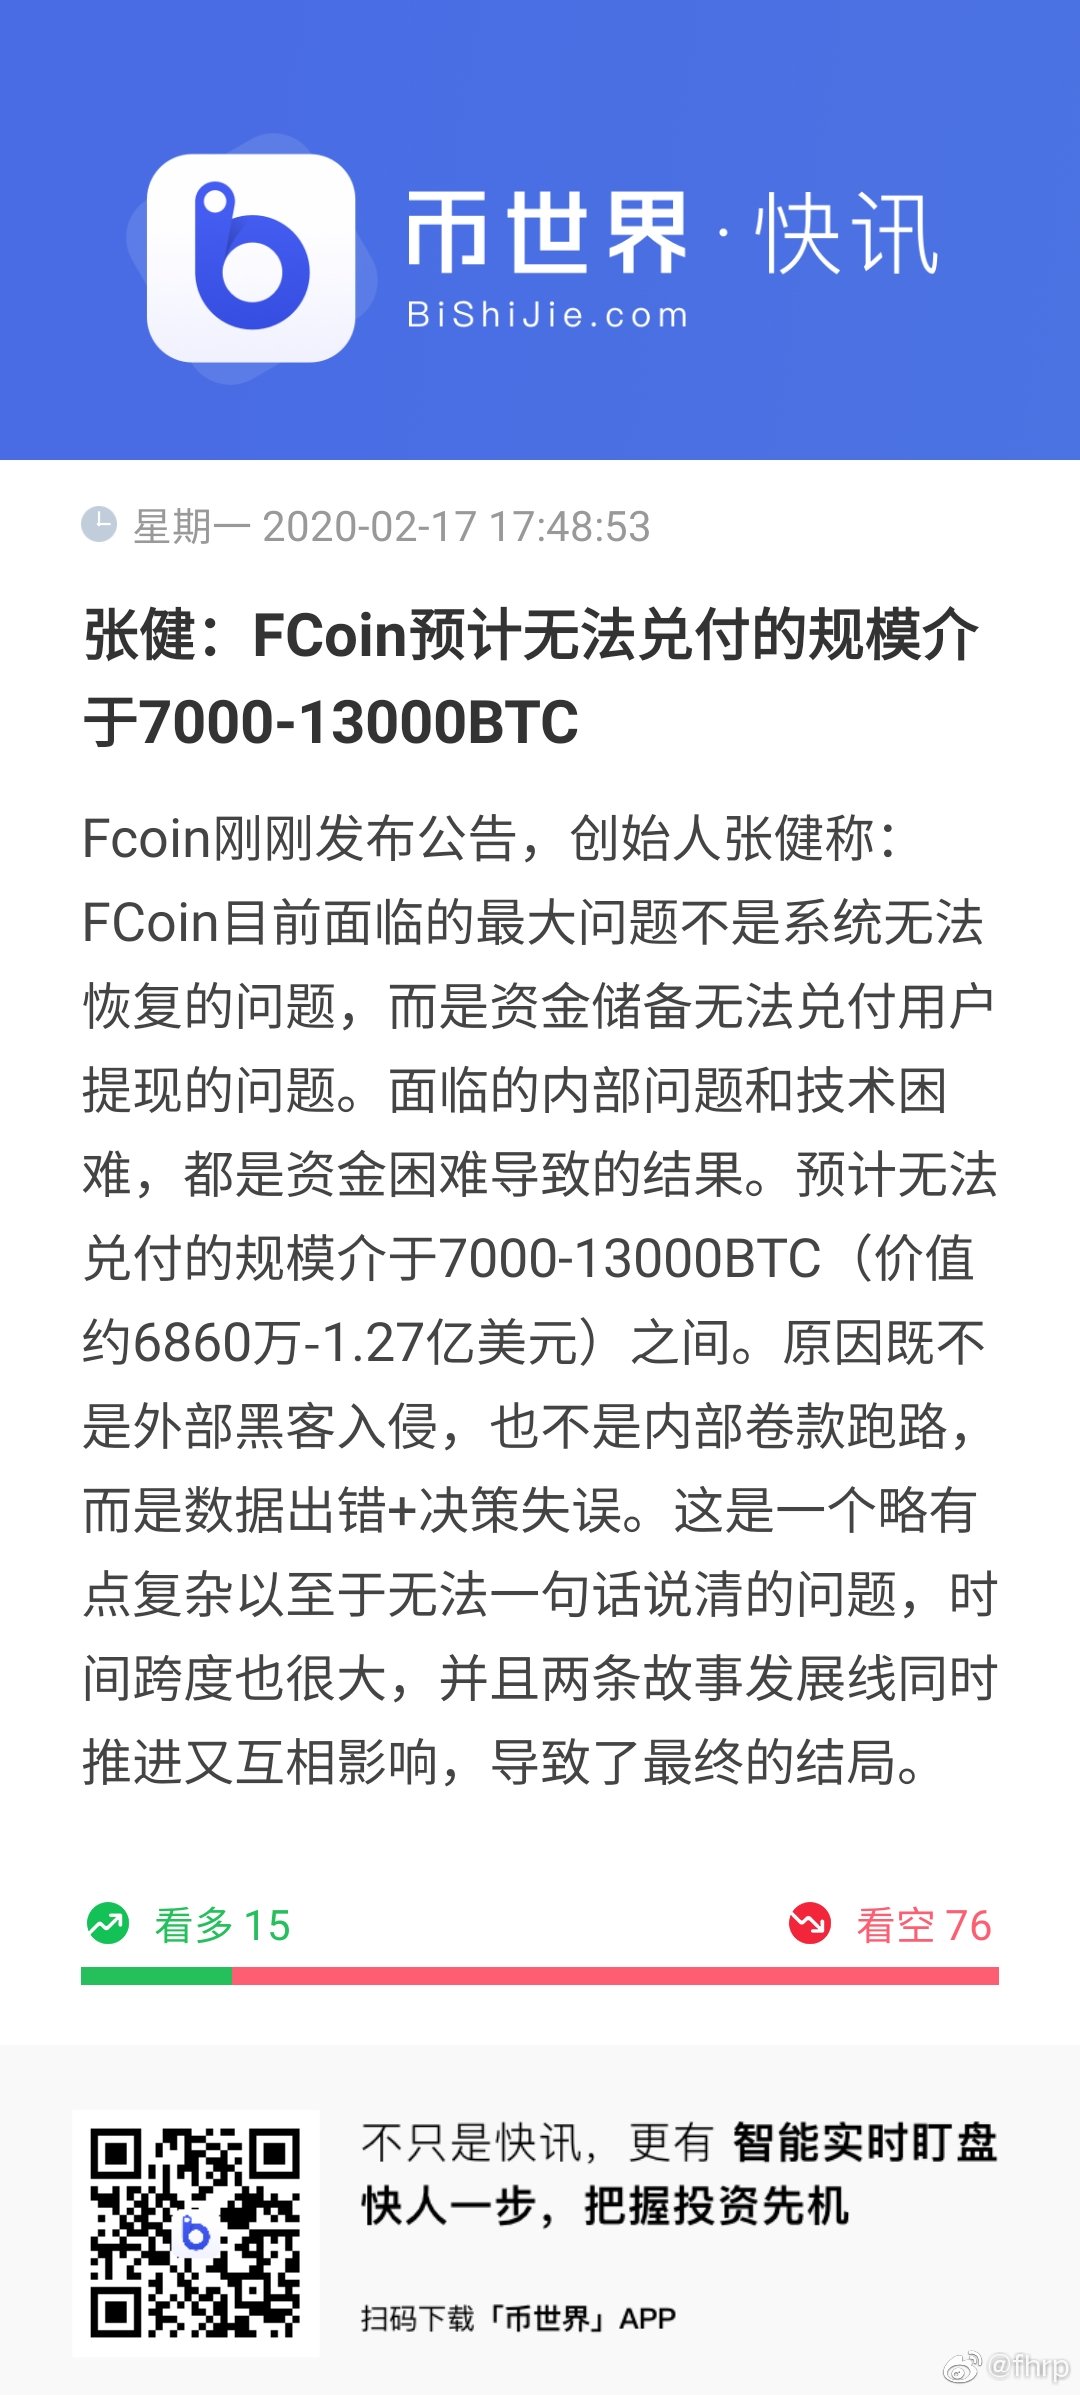 币世界·快讯
BiShiJie.com
星期一 2020-02-17 17:48:53
张健：FCoin预计无法兑付的规模介
于7000-13000BTC
Fcoin刚刚发布公告，创始人张健称：
FCoin目前面临的最大问题不是系统无法
恢复的问题，而是资金储备无法兑付用户
提现的问题。面临的内部问题和技术困
难，都是资金困难导致的结果。预计无法
兑付的规模介于7000-13000BTC（价值
约6860万-1.27亿美元）之间。原因既不
是外部黑客入侵，也不是内部卷款跑路，
而是数据出错+决策失误。这是一个略有
点复杂以至于无法一句话说清的问题，时
间跨度也很大，并且两条故事发展线同时
推进又互相影响，导致了最终的结局。
看多 15 看空 76
不只是快讯，更有 智能实时盯盘
快人一步，把握投资先机
扫码下载「币世界」APP
@fhrp